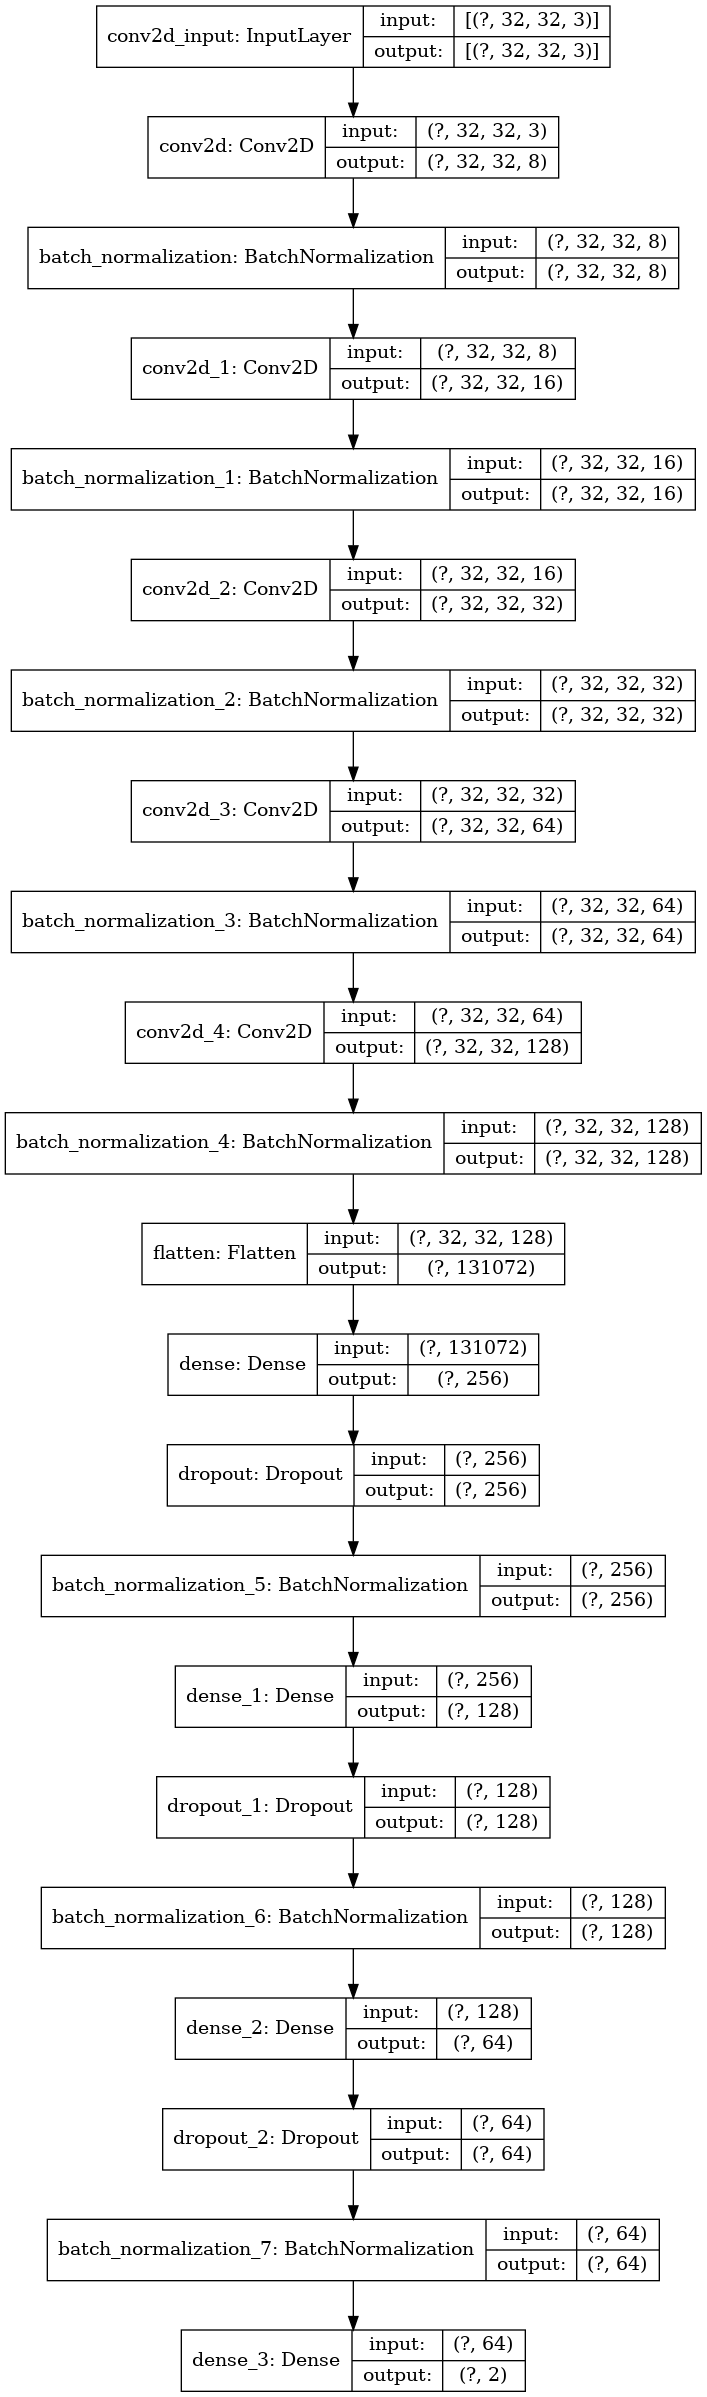 conv2d_input: InputLayer
input: [(?, 32, 32, 3)]
output: [(?, 32, 32, 3)]
conv2d: Conv2D
input: (?, 32, 32, 3)
output: (?, 32, 32, 8)
batch_normalization: BatchNormalization
input: (?, 32, 32, 8)
output: (?, 32, 32, 8)
conv2d_1: Conv2D
input: (?, 32, 32, 8)
output: (?, 32, 32, 16)
batch_normalization_1: BatchNormalization
input: (?, 32, 32, 16)
output: (?, 32, 32, 16)
conv2d_2: Conv2D
input: (?, 32, 32, 16)
output: (?, 32, 32, 32)
batch_normalization_2: BatchNormalization
input: (?, 32, 32, 32)
output: (?, 32, 32, 32)
conv2d_3: Conv2D
input: (?, 32, 32, 32)
output: (?, 32, 32, 64)
batch_normalization_3: BatchNormalization
input: (?, 32, 32, 64)
output: (?, 32, 32, 64)
conv2d_4: Conv2D
input: (?, 32, 32, 64)
output: (?, 32, 32, 128)
batch_normalization_4: BatchNormalization
input: (?, 32, 32, 128)
output: (?, 32, 32, 128)
flatten: Flatten
input: (?, 32, 32, 128)
output: (?, 131072)
dense: Dense
input: (?, 131072)
output: (?, 256)
dropout: Dropout
input: (?, 256)
output: (?, 256)
batch_normalization_5: BatchNormalization
input: (?, 256)
output: (?, 256)
dense_1: Dense
input: (?, 256)
output: (?, 128)
dropout_1: Dropout
input: (?, 128)
output: (?, 128)
batch_normalization_6: BatchNormalization
input: (?, 128)
output: (?, 128)
dense_2: Dense
input: (?, 128)
output: (?, 64)
dropout_2: Dropout
input: (?, 64)
output: (?, 64)
batch_normalization_7: BatchNormalization
input: (?, 64)
output: (?, 64)
dense_3: Dense
input: (?, 64)
output: (?, 2)